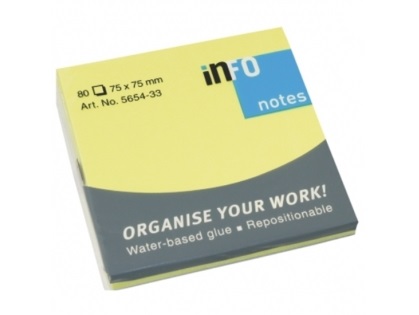 info
notes
80 75 x 75 mm
Art. No. 5654-33
ORGANISE YOUR WORK!
Water-based glue ▪ Repositionable